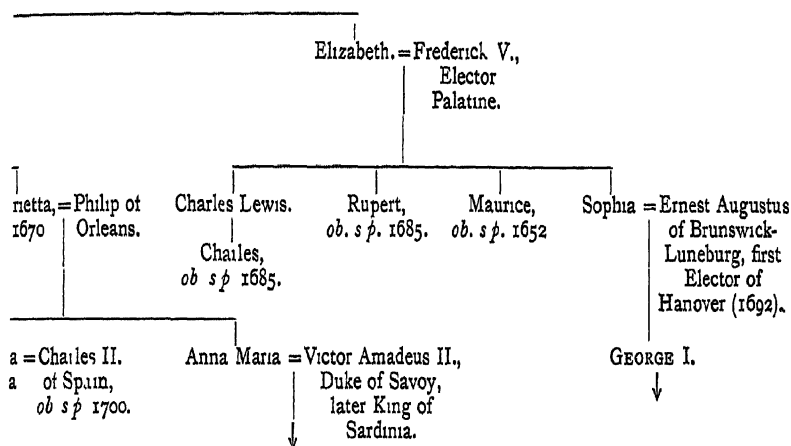 Elizabeth. = Frederick V.,
Elector
Palatine.
rietta, = Philip of
1670 Orleans.
Charles Lewis.
Charles,
ob s p 1685.
Rupert,
ob. s p. 1685.
Maurice,
ob. s p. 1652
Sophia = Ernest Augustus
of Brunswick-
Luneburg, first
Elector of
Hanover (1692).
a = Charles II.
a of Spain,
ob s p 1700.
Anna Maria = Victor Amadeus II.,
Duke of Savoy,
later King of
Sardinia.
GEORGE I.